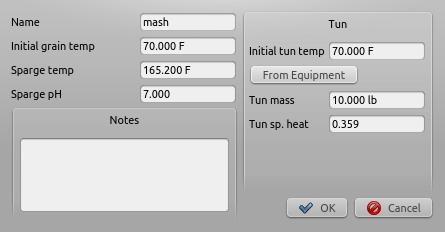 Name mash
Initial grain temp 70.000 F
Sparge temp 165.200 F
Sparge pH 7.000
Notes
Tun
Initial tun temp 70.000 F
From Equipment
Tun mass 10.000 lb
Tun sp. heat 0.359
OK Cancel